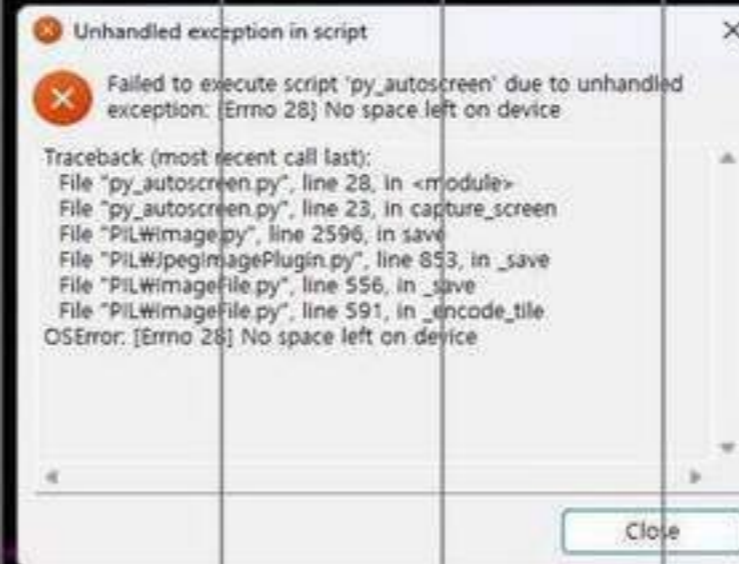 Unhandled exception in script
Failed to execute script 'py_autoscreen' due to unhandled
exception: [Errno 28] No space left on device
Traceback (most recent call last):
File "py_autoscreen.py", line 28, in <module>
File "py_autoscreen.py", line 23, in capture_screen
File "PIL₩Image.py", line 2596, in save
File "PIL₩JpegImagePlugin.py", line 853, in _save
File "PIL₩ImageFile.py", line 556, in _save
File "PIL₩ImageFile.py", line 591, in _encode_tile
OSError: [Errno 28] No space left on device
Close